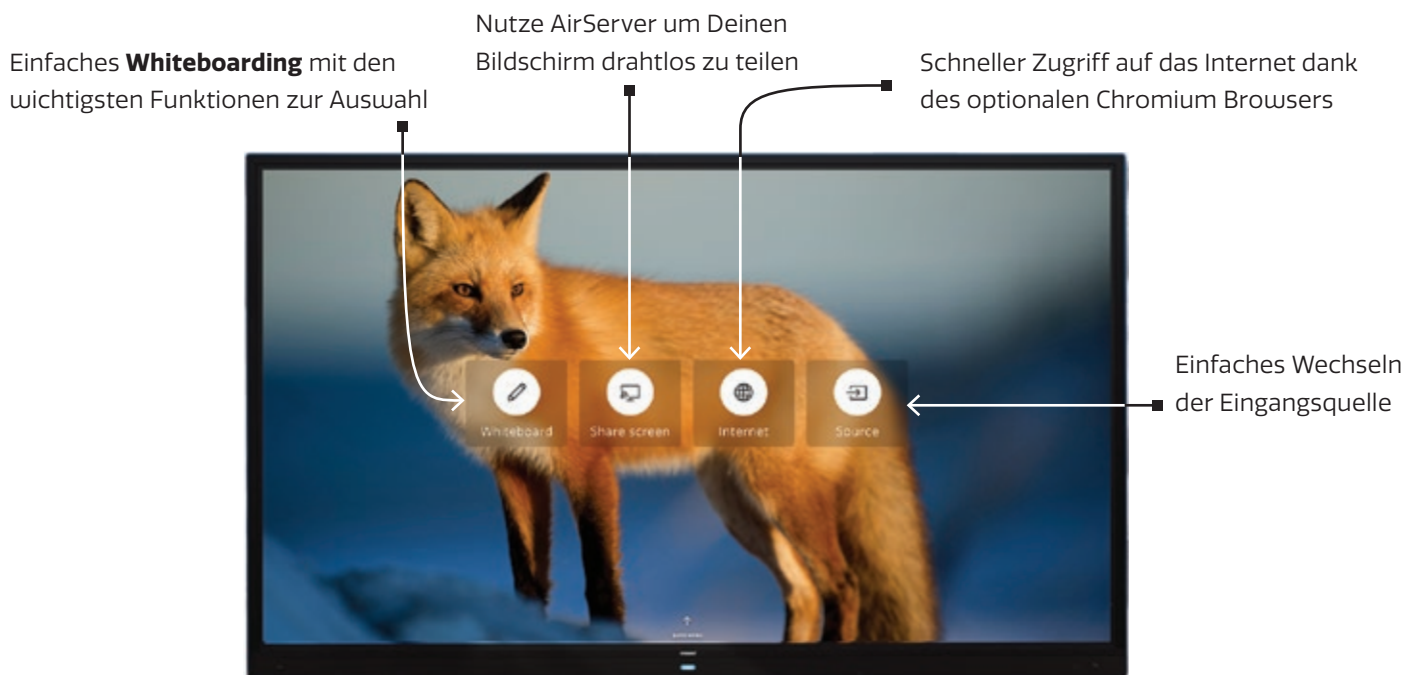 Nutze AirServer um Deinen
Bildschirm drahtlos zu teilen
Einfaches Whiteboarding mit den
wichtigsten Funktionen zur Auswahl
Schneller Zugriff auf das Internet dank
des optionalen Chromium Browsers
Einfaches Wechseln
der Eingangsquelle
Whiteboard
Share screen
Internet
Source